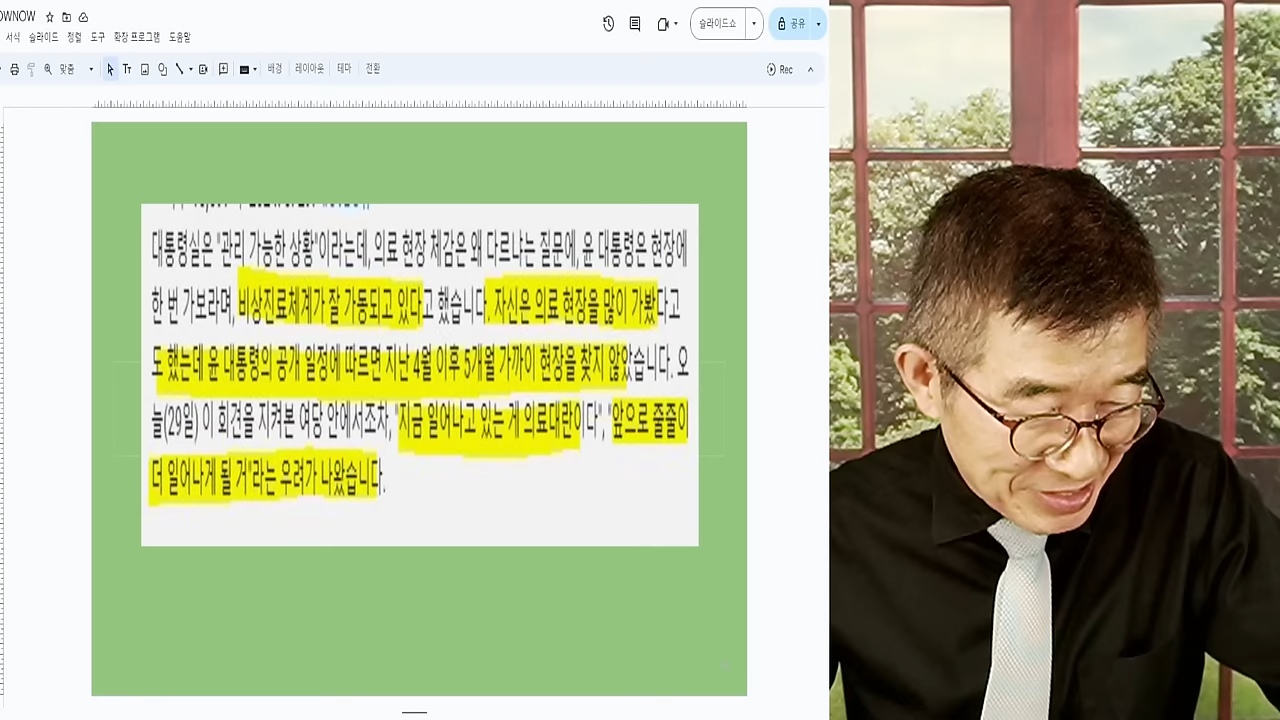 OWNOW
서식 슬라이드 정렬 도구 확장 프로그램 도움말
슬라이드쇼 공유
맞춤 배경 레이아웃 테마 전환 Rec
대통령실은 "관리 가능한 상황"이라는데, 의료 현장 체감은 왜 다르냐는 질문에, 윤 대통령은 현장에
한 번 가보라며, 비상진료체계가 잘 가동되고 있다고 했습니다. 자신은 의료 현장을 많이 가봤다고
도 했는데 윤 대통령의 공개 일정에 따르면 지난 4월 이후 5개월 가까이 현장을 찾지 않았습니다. 오
늘(29일) 이 회견을 지켜본 여당 안에서조차, "지금 일어나고 있는 게 의료대란이다", "앞으로 줄줄이
더 일어나게 될 거"라는 우려가 나왔습니다.